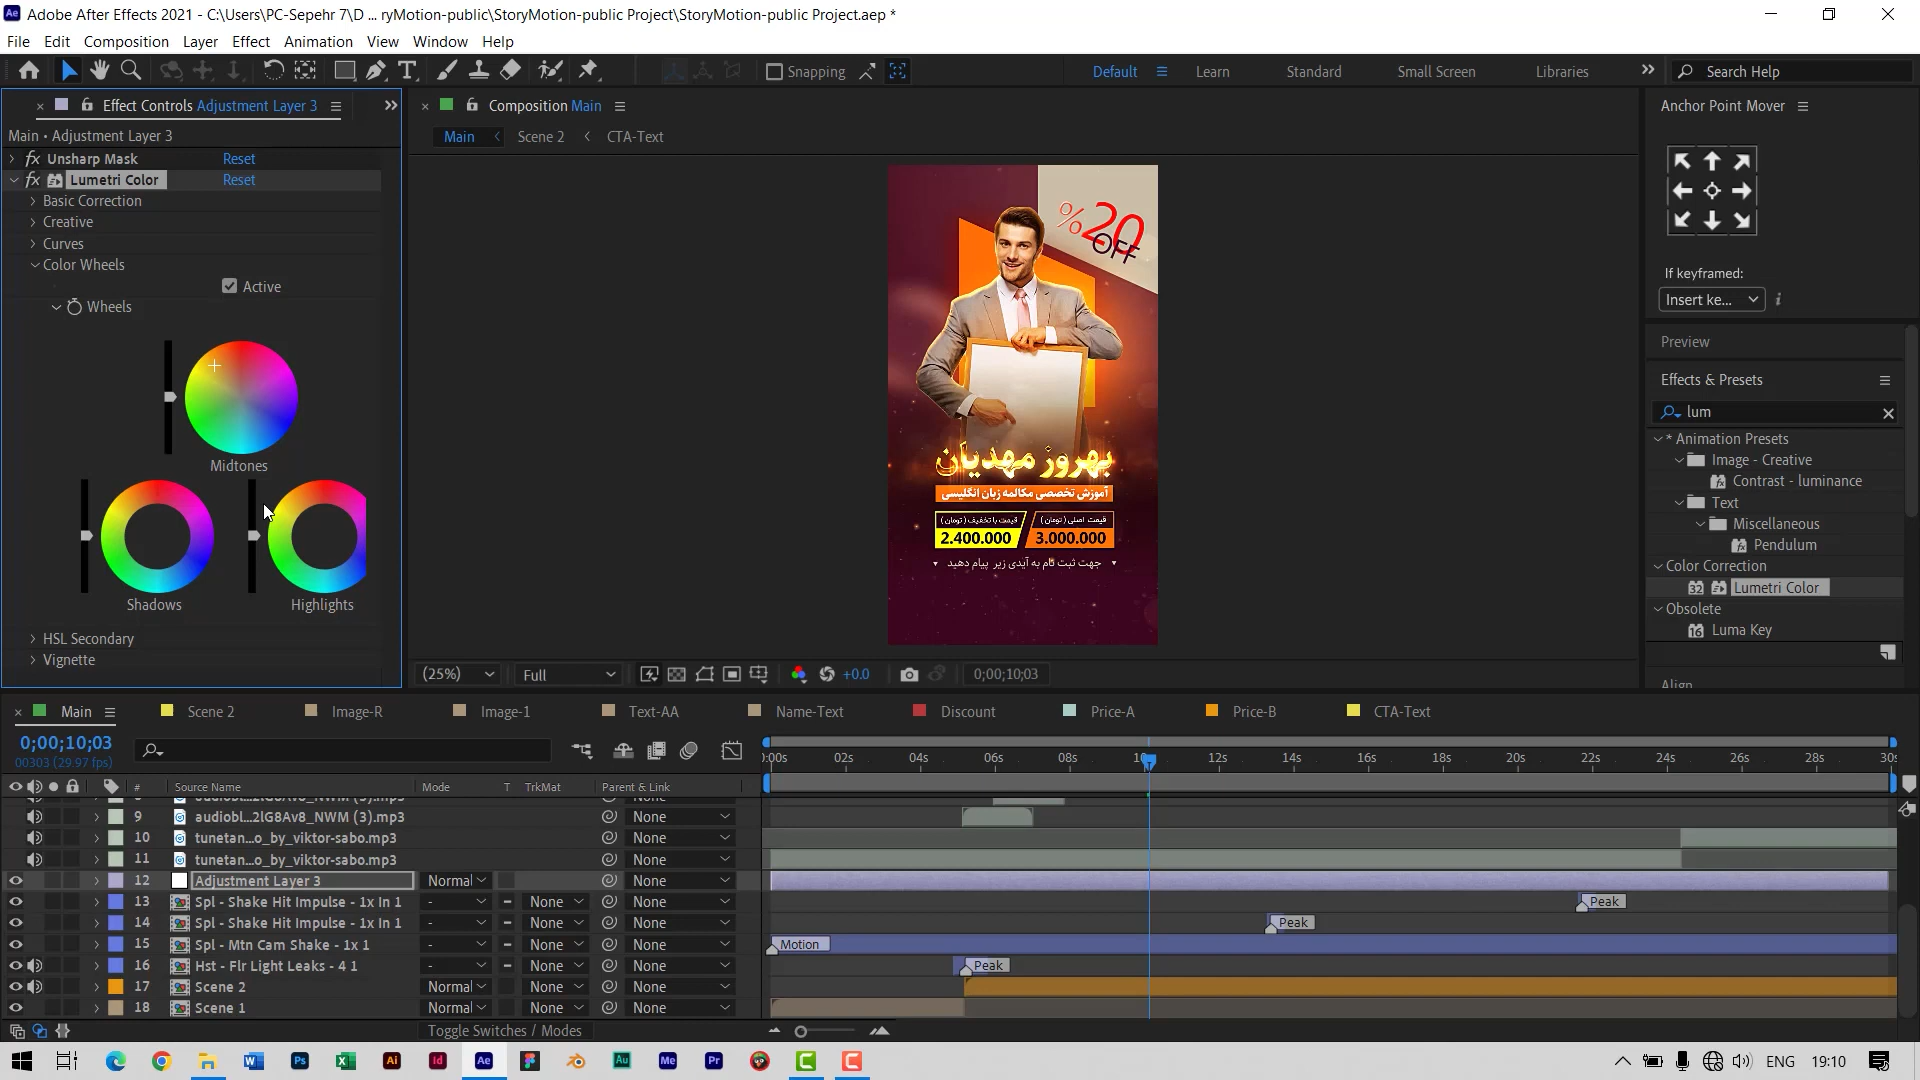 Adobe After Effects 2021 - C:\Users\PC-Sepehr 7\D ... ryMotion-public\StoryMotion-public Project\StoryMotion-public Project.aep *
File Edit Composition Layer Effect Animation View Window Help
Snapping Default Learn Standard Small Screen Libraries Search Help
Effect Controls Adjustment Layer 3
Composition Main
Anchor Point Mover
Main • Adjustment Layer 3
Main Scene 2 CTA-Text
fx Unsharp Mask Reset
fx Lumetri Color Reset
Basic Correction
Creative
Curves
Color Wheels
Active
Wheels
Midtones
Shadows
Highlights
HSL Secondary
Vignette
%20
OFF
بهروز مهدیان
آموزش تخصصی مکالمه زبان انگلیسی
قیمت اصلی ( تومان )
قیمت با تخفیف ( تومان )
3.000.000
2.400.000
جهت ثبت نام به آیدی زیر پیام دهید
(25%) Full +0.0 0;00;10;03
If keyframed:
Insert ke...
Preview
Effects & Presets
lum
* Animation Presets
Image - Creative
Contrast - luminance
Text
Miscellaneous
Pendulum
Color Correction
32 Lumetri Color
Obsolete
16 Luma Key
Align
Main Scene 2 Image-R Image-1 Text-AA Name-Text Discount Price-A Price-B CTA-Text
0;00;10;03
00303 (29.97 fps)
02s 04s 06s 08s 12s 14s 16s 18s 20s 22s 24s 26s 28s
# Source Name Mode T TrkMat Parent & Link
9 audiobl...2lG8Av8_NWM (3).mp3 None
10 tunetan...o_by_viktor-sabo.mp3 None
11 tunetan...o_by_viktor-sabo.mp3 None
12 Adjustment Layer 3 Normal None
13 Spl - Shake Hit Impulse - 1x In 1 - None None Peak
14 Spl - Shake Hit Impulse - 1x In 1 - None None Peak
15 Spl - Mtn Cam Shake - 1x 1 - None None Motion
16 Hst - Flr Light Leaks - 4 1 - None None Peak
17 Scene 2 Normal None None
18 Scene 1 Normal None None
Toggle Switches / Modes
ENG 19:10